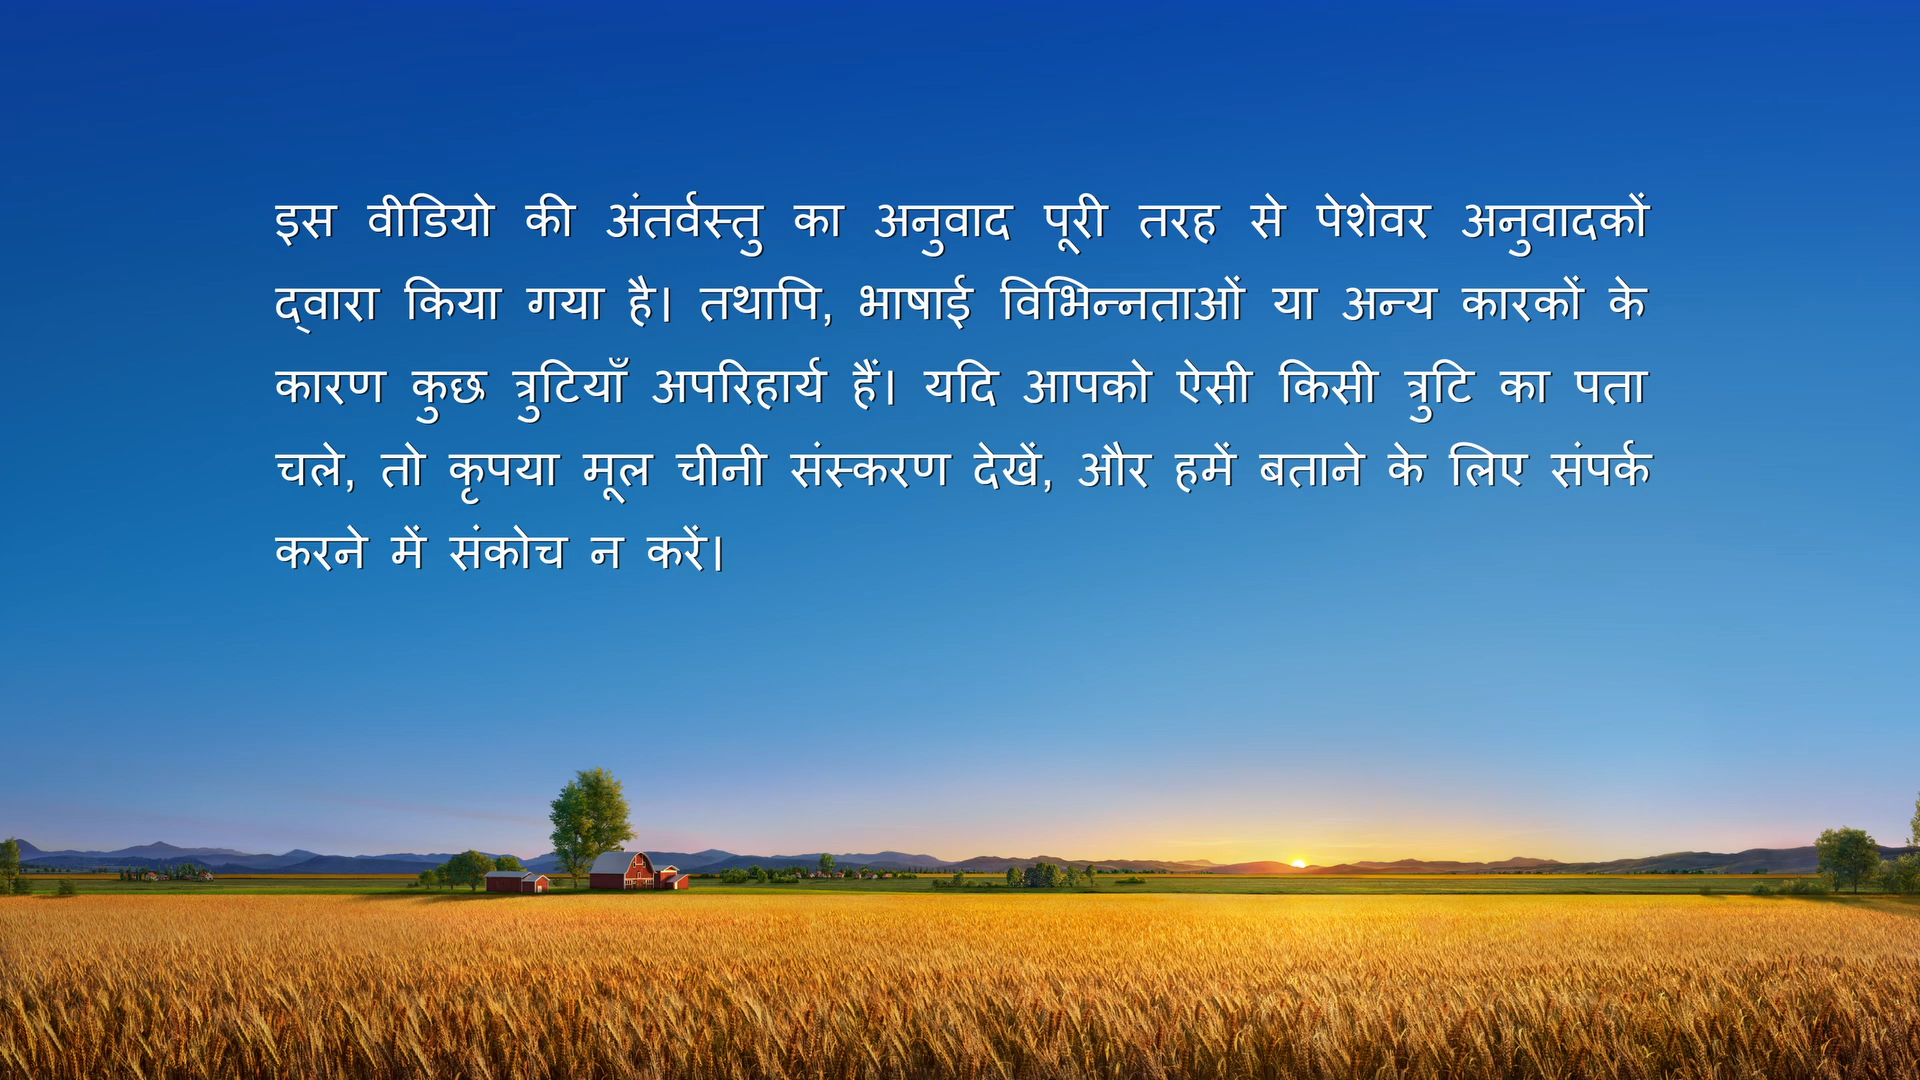 इस वीडियो की अंतर्वस्तु का अनुवाद पूरी तरह से पेशेवर अनुवादकों
द्वारा किया गया है। तथापि, भाषाई विभिन्नताओं या अन्य कारकों के
कारण कुछ त्रुटियाँ अपरिहार्य हैं। यदि आपको ऐसी किसी त्रुटि का पता
चले, तो कृपया मूल चीनी संस्करण देखें, और हमें बताने के लिए संपर्क
करने में संकोच न करें।